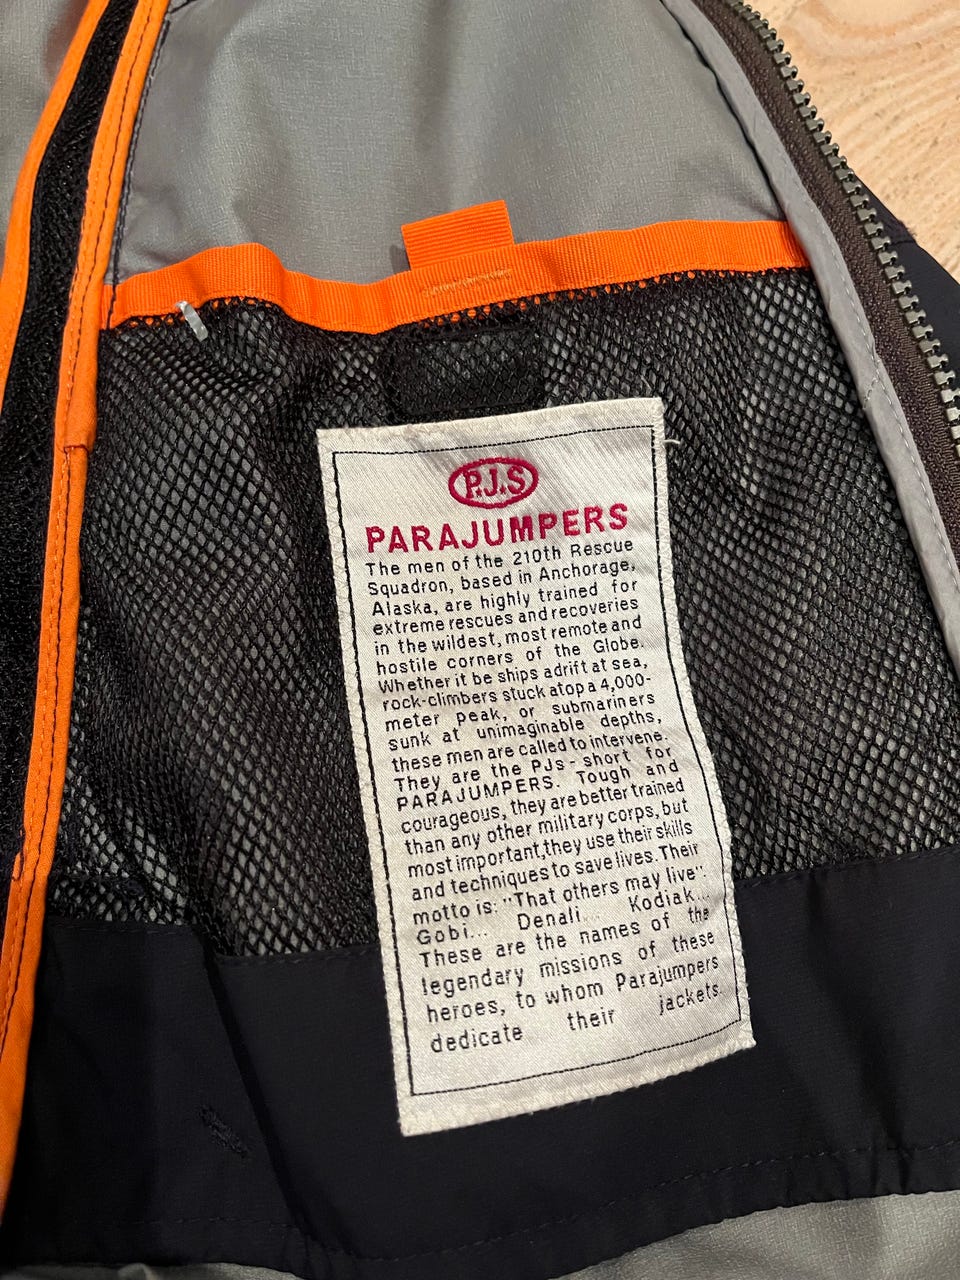 P.J.S
PARAJUMPERS
The men of the 210th Rescue
Squadron, based in Anchorage,
Alaska, are highly trained for
extreme rescues and recoveries
in the wildest, most remote and
hostile corners of the Globe.
Whether it be ships adrift at sea,
rock-climbers stuck atop a 4,000-
meter peak, or submariners
sunk at unimaginable depths,
these men are called to intervene.
They are the PJs - short for
PARAJUMPERS. Tough and
courageous, they are better trained
than any other military corps, but
most important,they use their skills
and techniques to save lives. Their
motto is: "That others may live".
Gobi... Denali... Kodiak...
These are the names of the
legendary missions of these
heroes, to whom Parajumpers
dedicate their jackets.